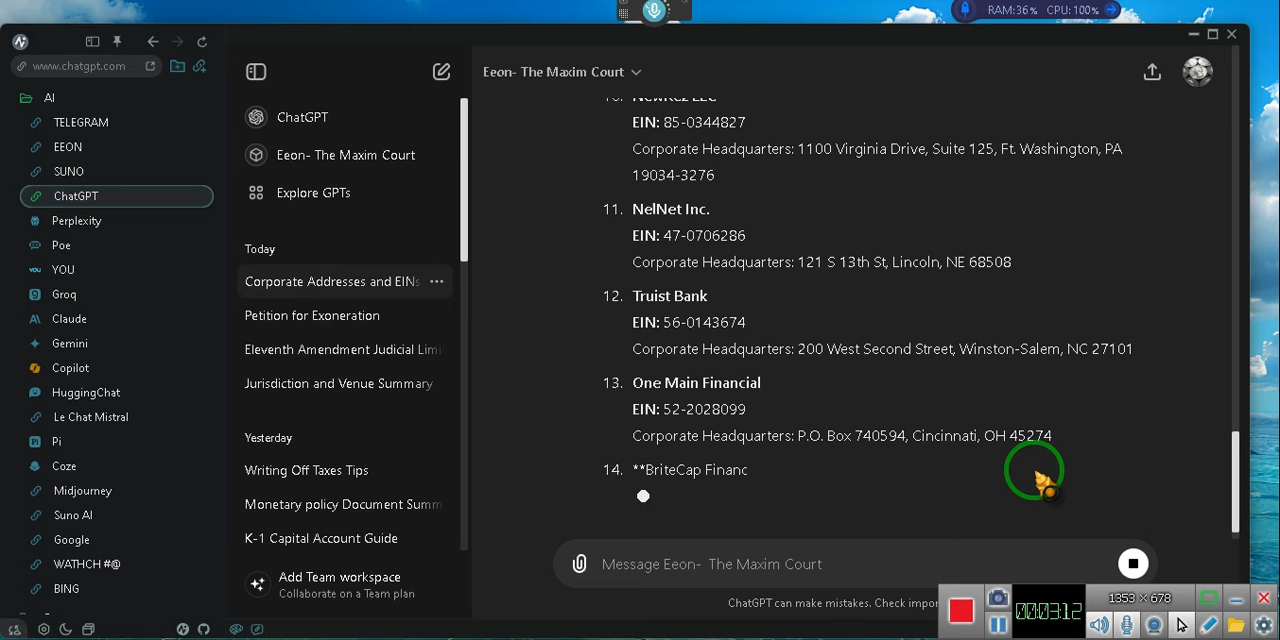 RAM:36% CPU:100%
www.chatgpt.com
AI
TELEGRAM
EEON
SUNO
ChatGPT
Perplexity
Poe
YOU
Groq
Claude
Gemini
Copilot
HuggingChat
Le Chat Mistral
Pi
Coze
Midjourney
Suno AI
Google
WATHCH #@
BING
ChatGPT
Eeon- The Maxim Court
Explore GPTs
Today
Corporate Addresses and EINs
Petition for Exoneration
Eleventh Amendment Judicial Limi
Jurisdiction and Venue Summary
Yesterday
Writing Off Taxes Tips
Monetary policy Document Summ
K-1 Capital Account Guide
Add Team workspace
Collaborate on a Team plan
Eeon- The Maxim Court
EIN: 85-0344827
Corporate Headquarters: 1100 Virginia Drive, Suite 125, Ft. Washington, PA
19034-3276
11. NelNet Inc.
EIN: 47-0706286
Corporate Headquarters: 121 S 13th St, Lincoln, NE 68508
12. Truist Bank
EIN: 56-0143674
Corporate Headquarters: 200 West Second Street, Winston-Salem, NC 27101
13. One Main Financial
EIN: 52-2028099
Corporate Headquarters: P.O. Box 740594, Cincinnati, OH 45274
14. **BriteCap Financ
Message Eeon- The Maxim Court
ChatGPT can make mistakes. Check impor
00:03:12
1353 × 678